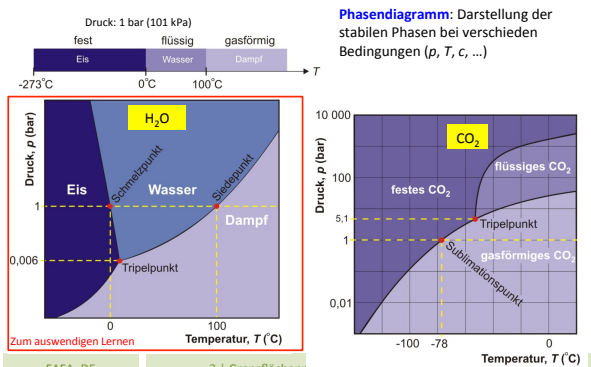 Druck: 1 bar (101 kPa)
fest flüssig gasförmig
Eis Wasser Dampf
-273°C 0°C 100°C T
Phasendiagramm: Darstellung der
stabilen Phasen bei verschieden
Bedingungen (p, T, c, …)
H2O
Druck, p (bar)
1
0,006
Eis
Schmelzpunkt
Wasser
Siedepunkt
Dampf
Tripelpunkt
0 100
Temperatur, T (°C)
Zum auswendigen Lernen
CO2
Druck, p (bar)
10 000
100
5,1
1
0,01
festes CO2
flüssiges CO2
Tripelpunkt
gasförmiges CO2
Sublimationspunkt
-100 -78 0
Temperatur, T (°C)